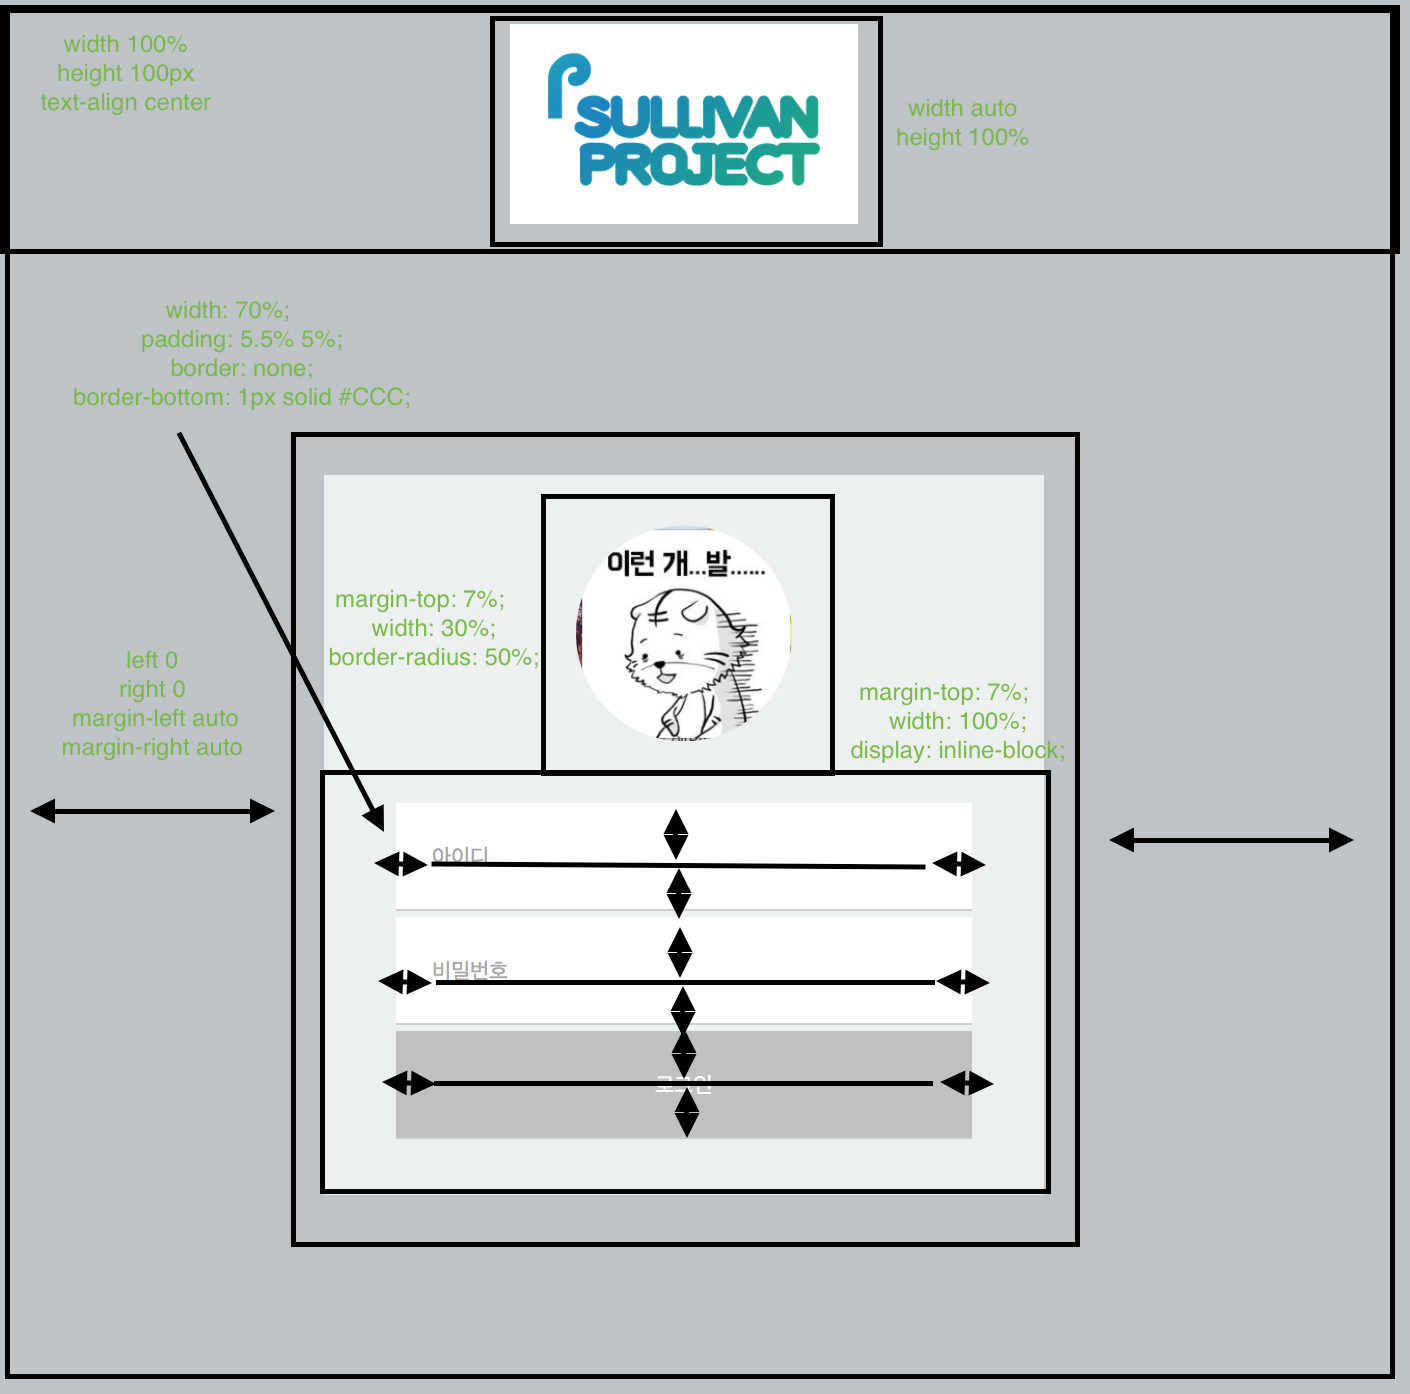 width 100%
height 100px
text-align center
SULLIVAN
PROJECT
width auto
height 100%
width: 70%;
padding: 5.5% 5%;
border: none;
border-bottom: 1px solid #CCC;
이런 개...발......
margin-top: 7%;
width: 30%;
border-radius: 50%;
left 0
right 0
margin-left auto
margin-right auto
margin-top: 7%;
width: 100%;
display: inline-block;
아이디
비밀번호
로그인